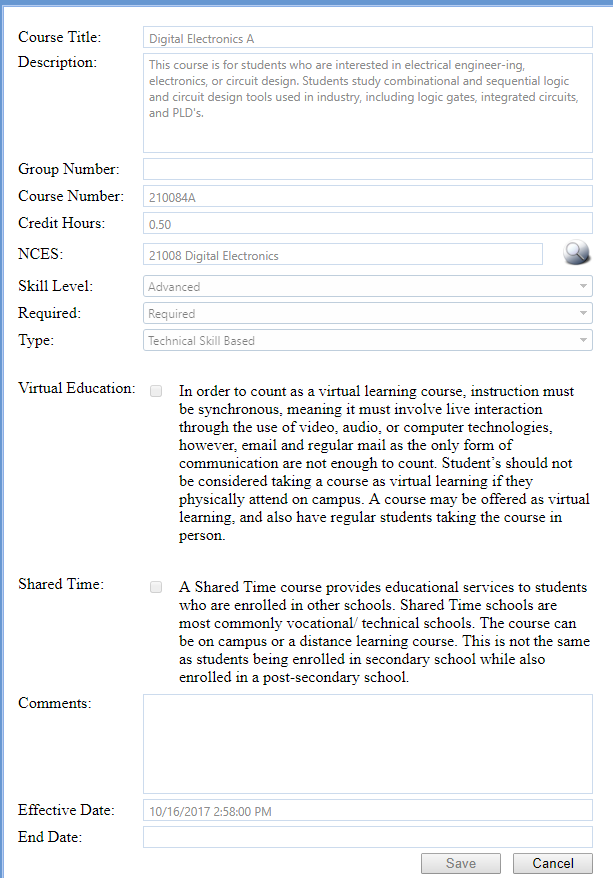 Course Title: Digital Electronics A
Description: This course is for students who are interested in electrical engineer-ing,
electronics, or circuit design. Students study combinational and sequential logic
and circuit design tools used in industry, including logic gates, integrated circuits,
and PLD's.
Group Number:
Course Number: 210084A
Credit Hours: 0.50
NCES: 21008 Digital Electronics
Skill Level: Advanced
Required: Required
Type: Technical Skill Based
Virtual Education: In order to count as a virtual learning course, instruction must
be synchronous, meaning it must involve live interaction
through the use of video, audio, or computer technologies,
however, email and regular mail as the only form of
communication are not enough to count. Student’s should not
be considered taking a course as virtual learning if they
physically attend on campus. A course may be offered as virtual
learning, and also have regular students taking the course in
person.
Shared Time: A Shared Time course provides educational services to students
who are enrolled in other schools. Shared Time schools are
most commonly vocational/ technical schools. The course can
be on campus or a distance learning course. This is not the same
as students being enrolled in secondary school while also
enrolled in a post-secondary school.
Comments:
Effective Date: 10/16/2017 2:58:00 PM
End Date:
Save Cancel